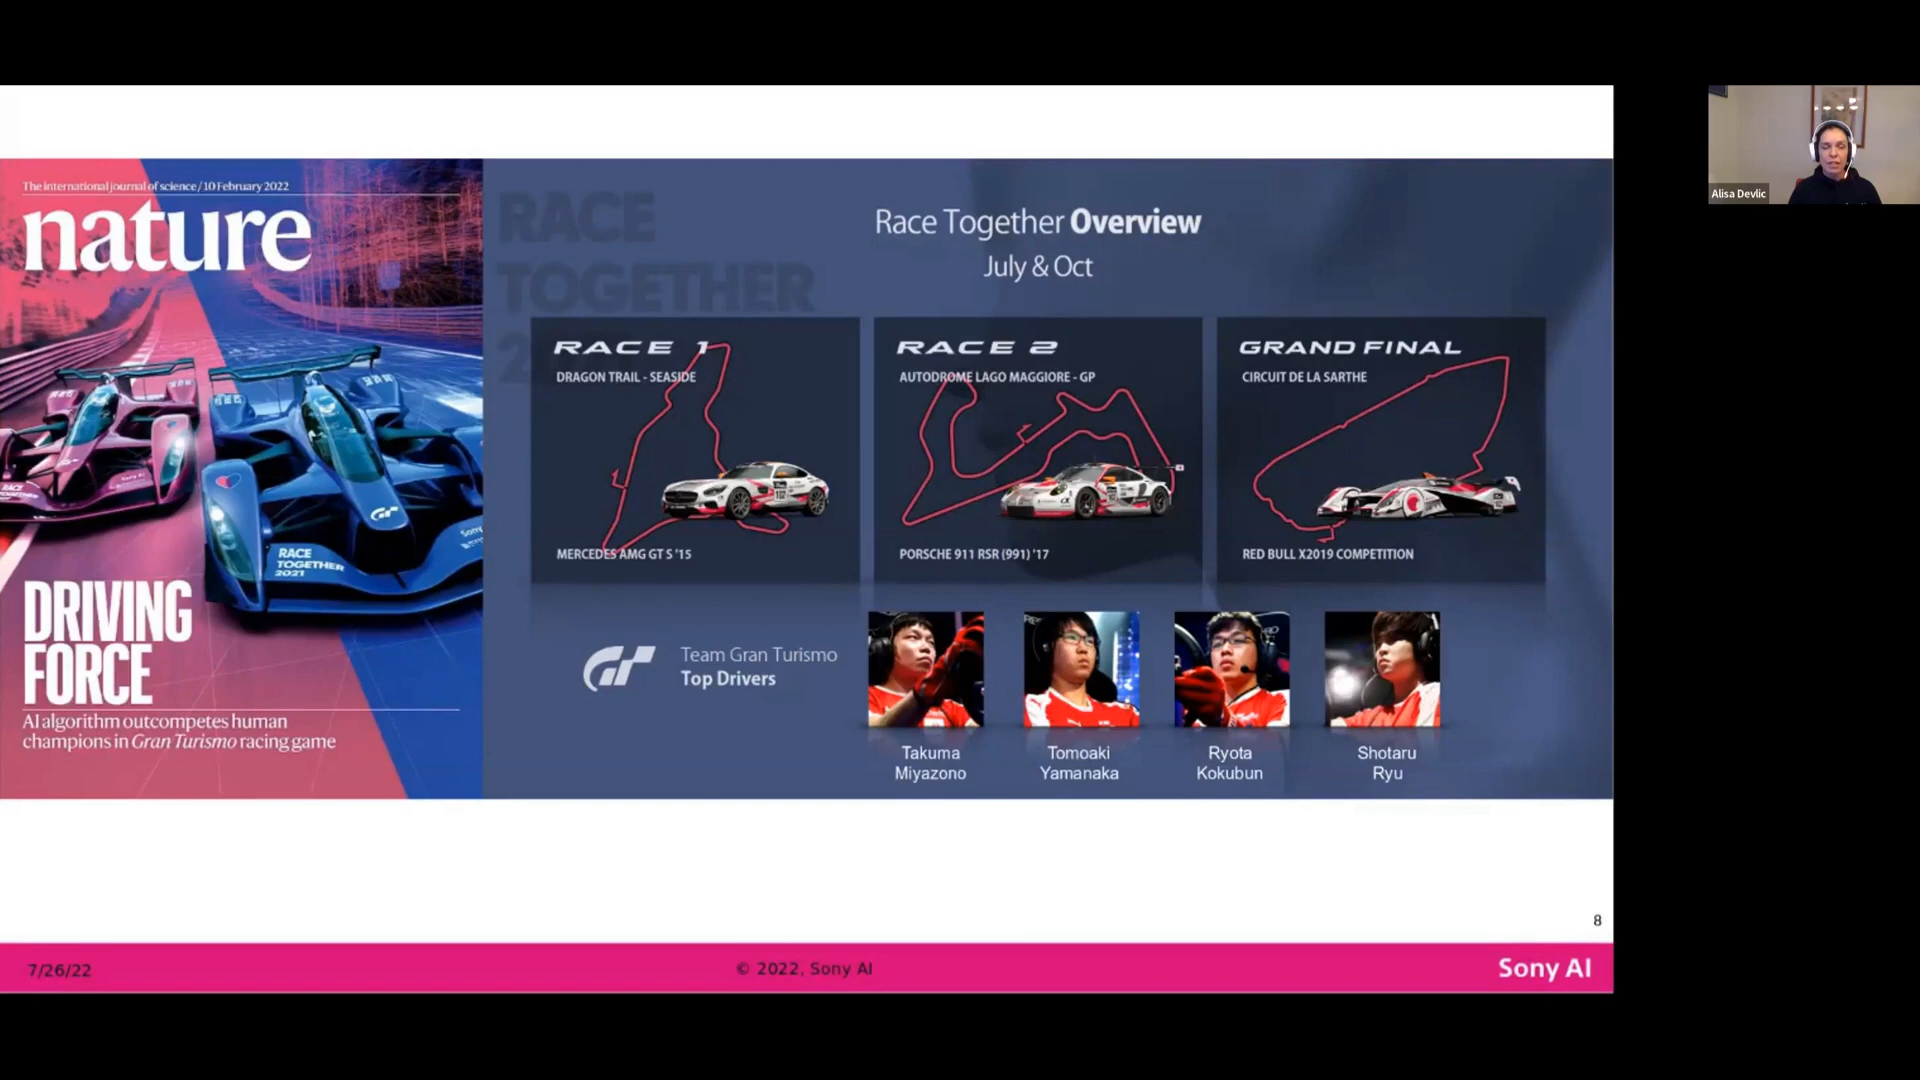 The international journal of science / 10 February 2022
nature
RACE
TOGETHER
2021
DRIVING
FORCE
AI algorithm outcompetes human
champions in Gran Turismo racing game
RACE
TOGETHER
Race Together Overview
July & Oct
RACE 1
DRAGON TRAIL - SEASIDE
MERCEDES AMG GT S '15
RACE 2
AUTODROME LAGO MAGGIORE - GP
PORSCHE 911 RSR (991) '17
GRAND FINAL
CIRCUIT DE LA SARTHE
RED BULL X2019 COMPETITION
Team Gran Turismo
Top Drivers
Takuma
Miyazono
Tomoaki
Yamanaka
Ryota
Kokubun
Shotaru
Ryu
8
7/26/22
© 2022, Sony AI
Sony AI
Alisa Devlic